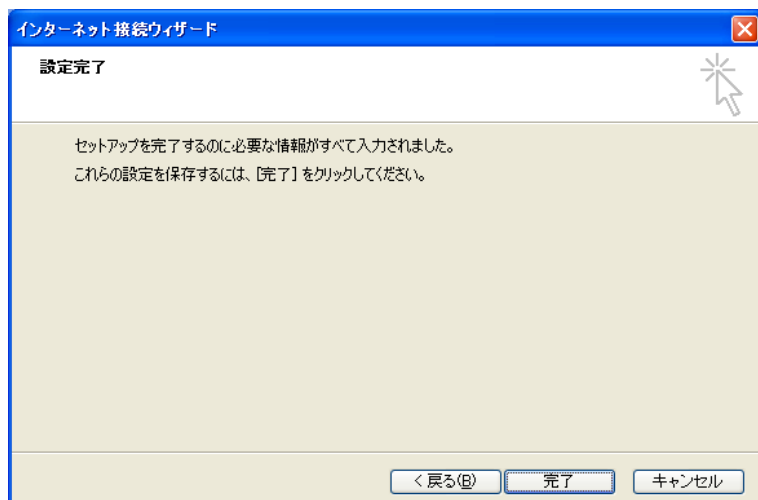 インターネット接続ウィザード
設定完了
セットアップを完了するのに必要な情報がすべて入力されました。
これらの設定を保存するには、[完了] をクリックしてください。
< 戻る(B) 完了 キャンセル